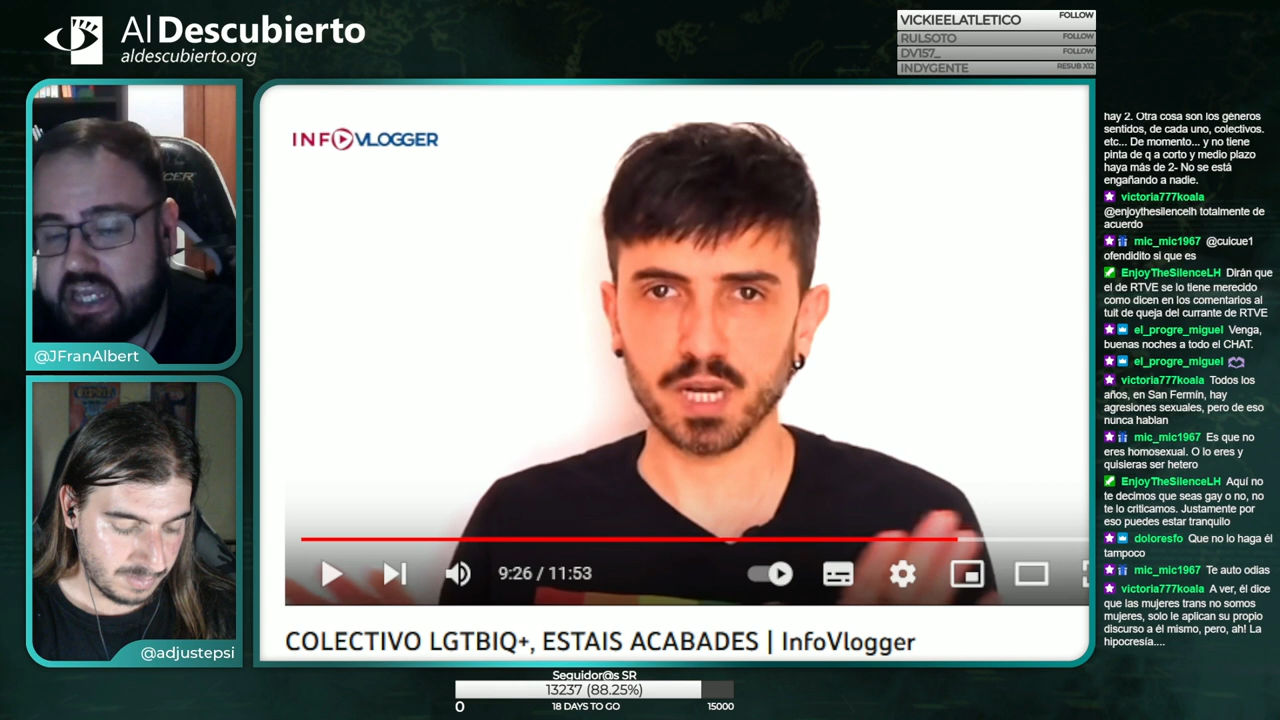 Al Descubierto
aldescubierto.org
VICKIEELATLETICO FOLLOW
RULSOTO FOLLOW
DV157_ FOLLOW
INDYGENTE RESUB X12
CER
@JFranAlbert
@adjustepsi
INFOVLOGGER
9:26 / 11:53
COLECTIVO LGTBIQ+, ESTAIS ACABADES | InfoVlogger
Seguidor@s SR
13237 (88.25%)
0 18 DAYS TO GO 15000
hay 2. Otra cosa son los géneros
sentidos, de cada uno, colectivos.
etc... De momento... y no tiene
pinta de q a corto y medio plazo
haya más de 2- No se está
engañando a nadie.
victoria777koala
@enjoythesilencelh totalmente de
acuerdo
mic_mic1967 @cuicue1
ofendidito si que es
EnjoyTheSilenceLH Dirán que
el de RTVE se lo tiene merecido
como dicen en los comentarios al
tuit de queja del currante de RTVE
el_progre_miguel Venga,
buenas noches a todo el CHAT.
el_progre_miguel
victoria777koala Todos los
años, en San Fermín, hay
agresiones sexuales, pero de eso
nunca hablan
mic_mic1967 Es que no
eres homosexual. O lo eres y
quisieras ser hetero
EnjoyTheSilenceLH Aquí no
te decimos que seas gay o no, no
te lo criticamos. Justamente por
eso puedes estar tranquilo
doloresfo Que no lo haga él
tampoco
mic_mic1967 Te auto odias
victoria777koala A ver, él dice
que las mujeres trans no somos
mujeres, solo le aplican su propio
discurso a él mismo, pero, ah! La
hipocresía....